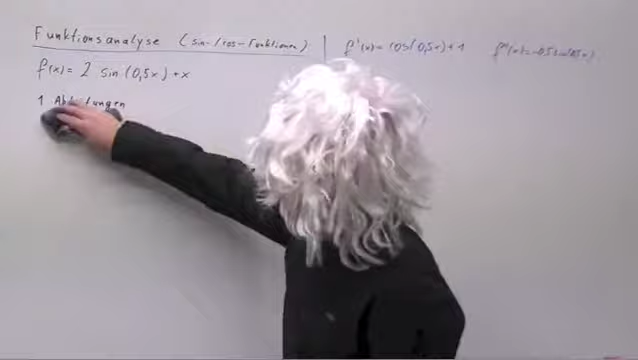 Funktionsanalyse (sin-/cos-Funktionen)
f(x) = 2 sin(0,5x) + x
1 Ableitungen
f'(x) = cos(0,5x) + 1
f''(x) = -0,5 sin(0,5x)